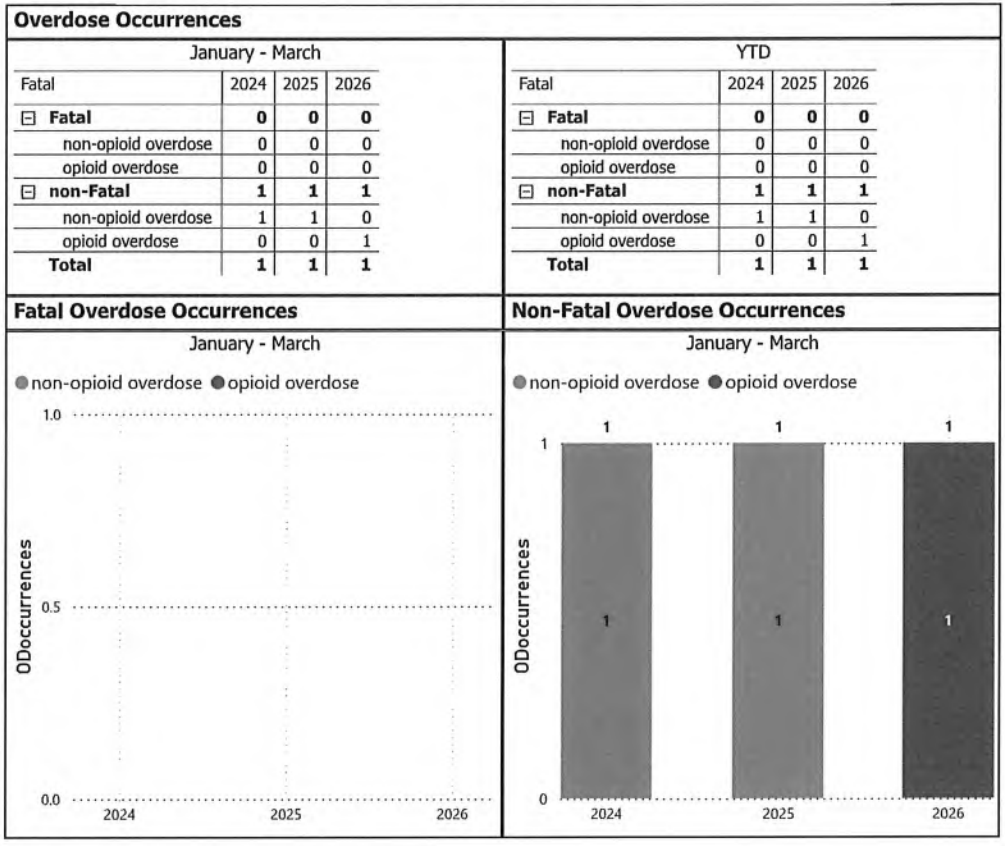 Overdose Occurrences
January - March
Fatal 2024 2025 2026
Fatal 0 0 0
non-opioid overdose 0 0 0
opioid overdose 0 0 0
non-Fatal 1 1 1
non-opioid overdose 1 1 0
opioid overdose 0 0 1
Total 1 1 1
YTD
Fatal 2024 2025 2026
Fatal 0 0 0
non-opioid overdose 0 0 0
opioid overdose 0 0 0
non-Fatal 1 1 1
non-opioid overdose 1 1 0
opioid overdose 0 0 1
Total 1 1 1
Fatal Overdose Occurrences
January - March
non-opioid overdose opioid overdose
1.0
0.5
0.0
ODoccurrences
2024 2025 2026
Non-Fatal Overdose Occurrences
January - March
non-opioid overdose opioid overdose
1 1 1
1
ODoccurrences
1 1 1
0
2024 2025 2026